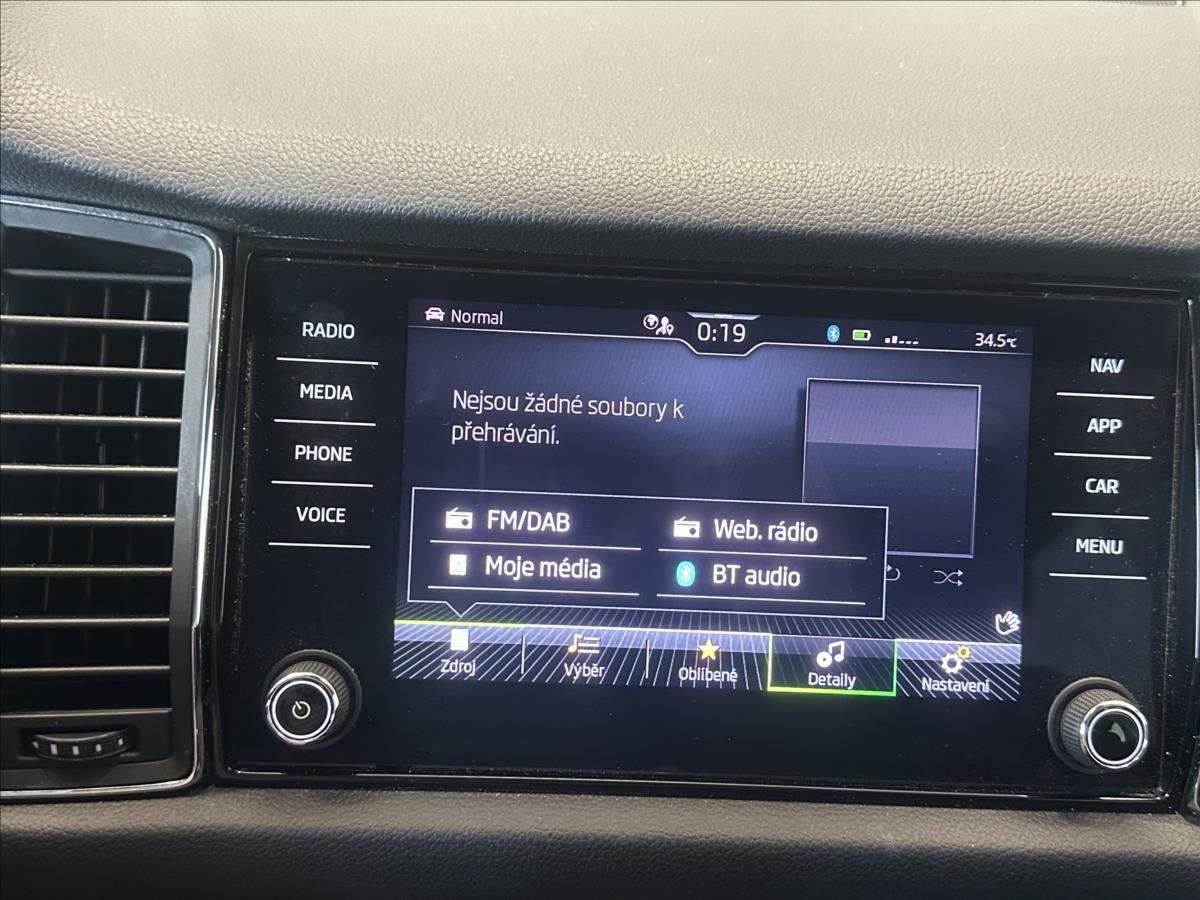 RADIO
MEDIA
PHONE
VOICE
Normal
0:19
34.5°C
Nejsou žádné soubory k
přehrávání.
FM/DAB
Web. rádio
Moje média
BT audio
Zdroj
Výběr
Oblíbené
Detaily
Nastavení
NAV
APP
CAR
MENU